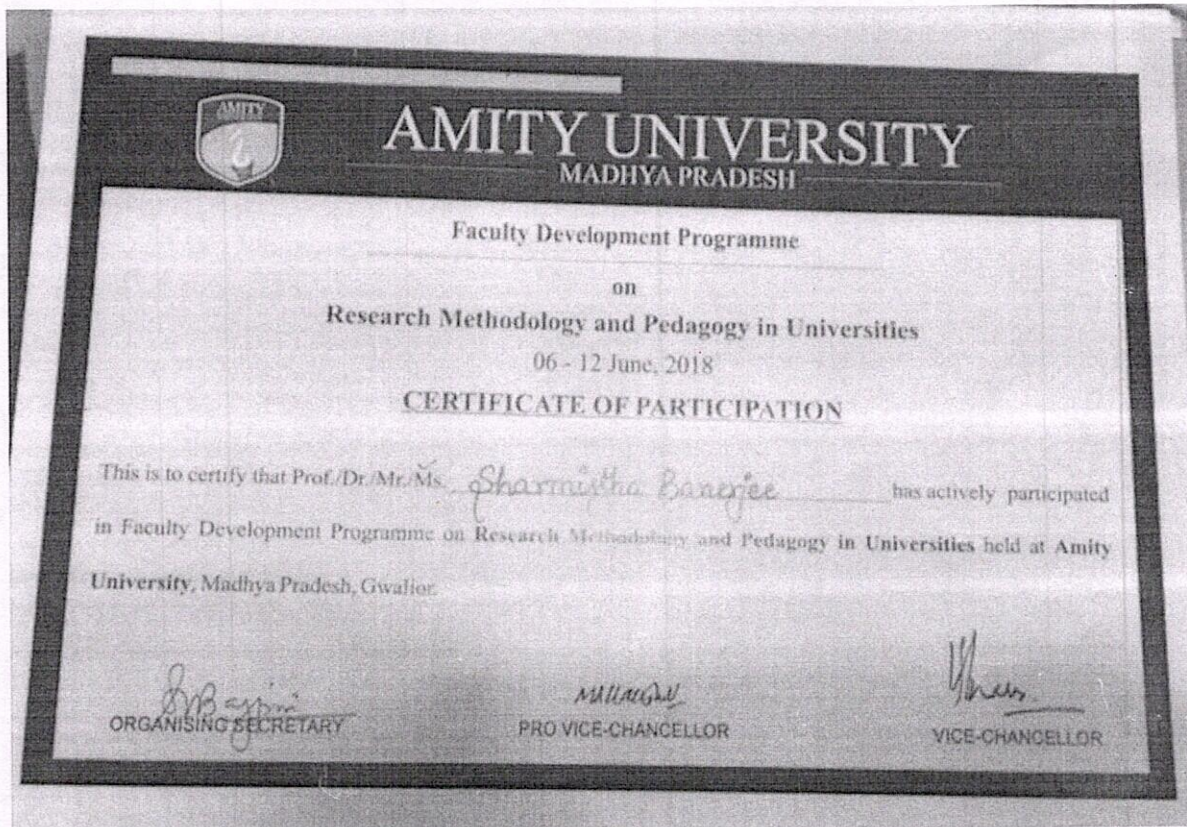 AMITY
AMITY UNIVERSITY
MADHYA PRADESH
Faculty Development Programme
on
Research Methodology and Pedagogy in Universities
06 - 12 June, 2018
CERTIFICATE OF PARTICIPATION
This is to certify that Prof./Dr./Mr./Ms. Sharmistha Banerjee has actively participated
in Faculty Development Programme on Research Methodology and Pedagogy in Universities held at Amity
University, Madhya Pradesh, Gwalior.
ORGANISING SECRETARY
PRO VICE-CHANCELLOR
VICE-CHANCELLOR